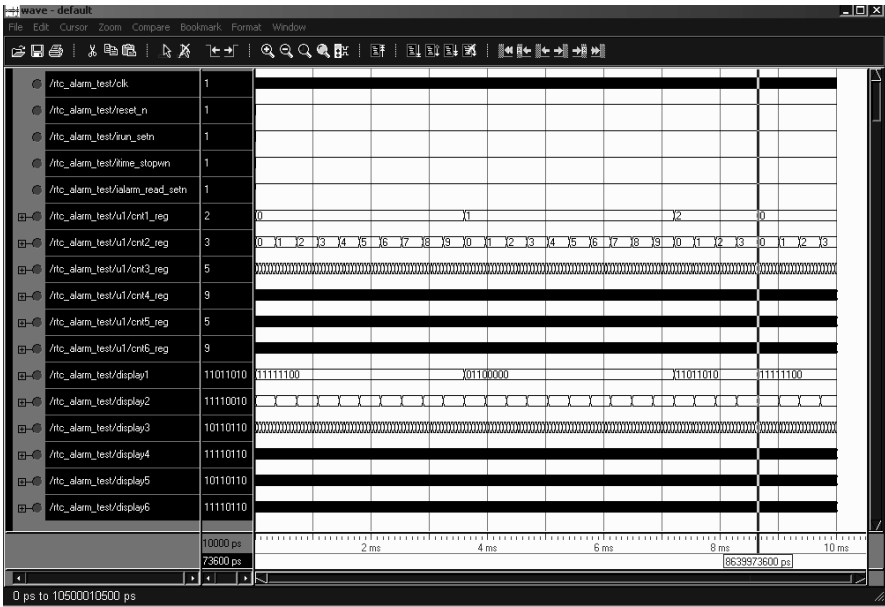 wave - default
File Edit Cursor Zoom Compare Bookmark Format Window
/rtc_alarm_test/clk 1
/rtc_alarm_test/reset_n 1
/rtc_alarm_test/irun_setn 1
/rtc_alarm_test/itime_stopwn 1
/rtc_alarm_test/ialarm_read_setn 1
/rtc_alarm_test/u1/cnt1_reg 2 0 1 2 0
/rtc_alarm_test/u1/cnt2_reg 3 0 1 2 3 4 5 6 7 8 9 0 1 2 3 4 5 6 7 8 9 0 1 2 3 0 1 2 3
/rtc_alarm_test/u1/cnt3_reg 5
/rtc_alarm_test/u1/cnt4_reg 9
/rtc_alarm_test/u1/cnt5_reg 5
/rtc_alarm_test/u1/cnt6_reg 9
/rtc_alarm_test/display1 11011010 11111100 01100000 11011010 11111100
/rtc_alarm_test/display2 11110010
/rtc_alarm_test/display3 10110110
/rtc_alarm_test/display4 11110110
/rtc_alarm_test/display5 10110110
/rtc_alarm_test/display6 11110110
10000 ps 2 ms 4 ms 6 ms 8 ms 10 ms
73600 ps 8639973600 ps
0 ps to 10500010500 ps